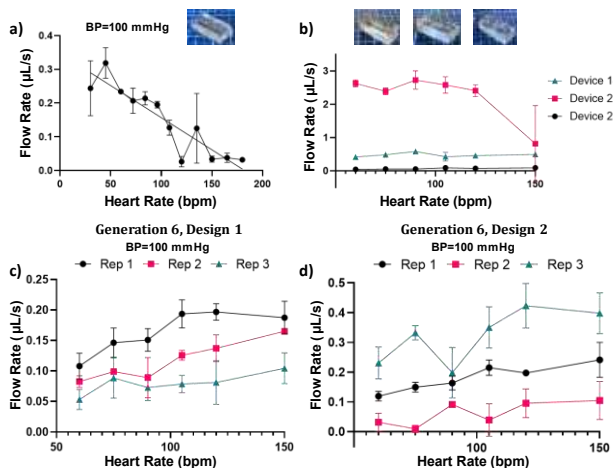 a)
BP=100 mmHg
Flow Rate (µL/s)
0.4
0.3
0.2
0.1
0.0
0
50
100
150
200
Heart Rate (bpm)
b)
Flow Rate (µL/s)
2
1
0
100
150
Heart Rate (bpm)
Device 1
Device 2
Device 2
Generation 6, Design 1
BP=100 mmHg
Rep 1
Rep 2
Rep 3
c)
Flow Rate (µL/s)
0.25
0.20
0.15
0.10
0.05
0.00
50
100
150
Heart Rate (bpm)
Generation 6, Design 2
BP=100 mmHg
Rep 1
Rep 2
Rep 3
d)
Flow Rate (µL/s)
0.5
0.4
0.3
0.2
0.1
0.0
100
150
Heart Rate (bpm)